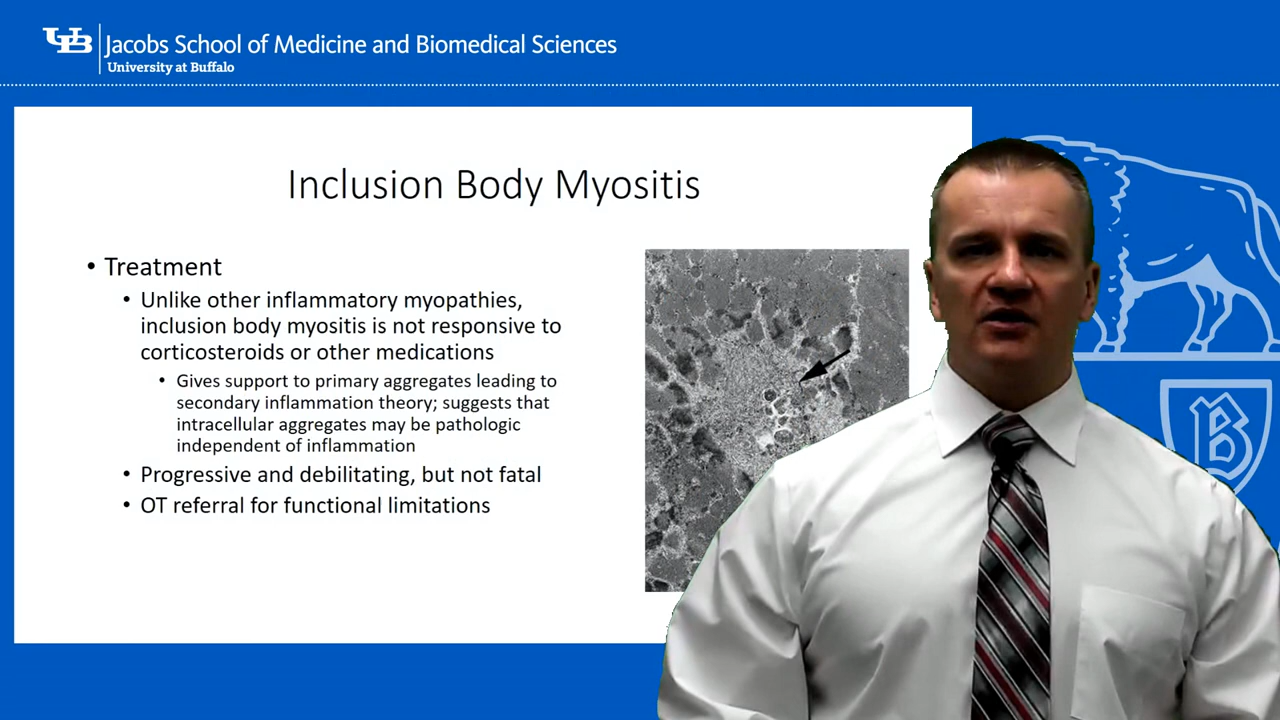 UB Jacobs School of Medicine and Biomedical Sciences
University at Buffalo
Inclusion Body Myositis
• Treatment
• Unlike other inflammatory myopathies,
inclusion body myositis is not responsive to
corticosteroids or other medications
• Gives support to primary aggregates leading to
secondary inflammation theory; suggests that
intracellular aggregates may be pathologic
independent of inflammation
• Progressive and debilitating, but not fatal
• OT referral for functional limitations
B